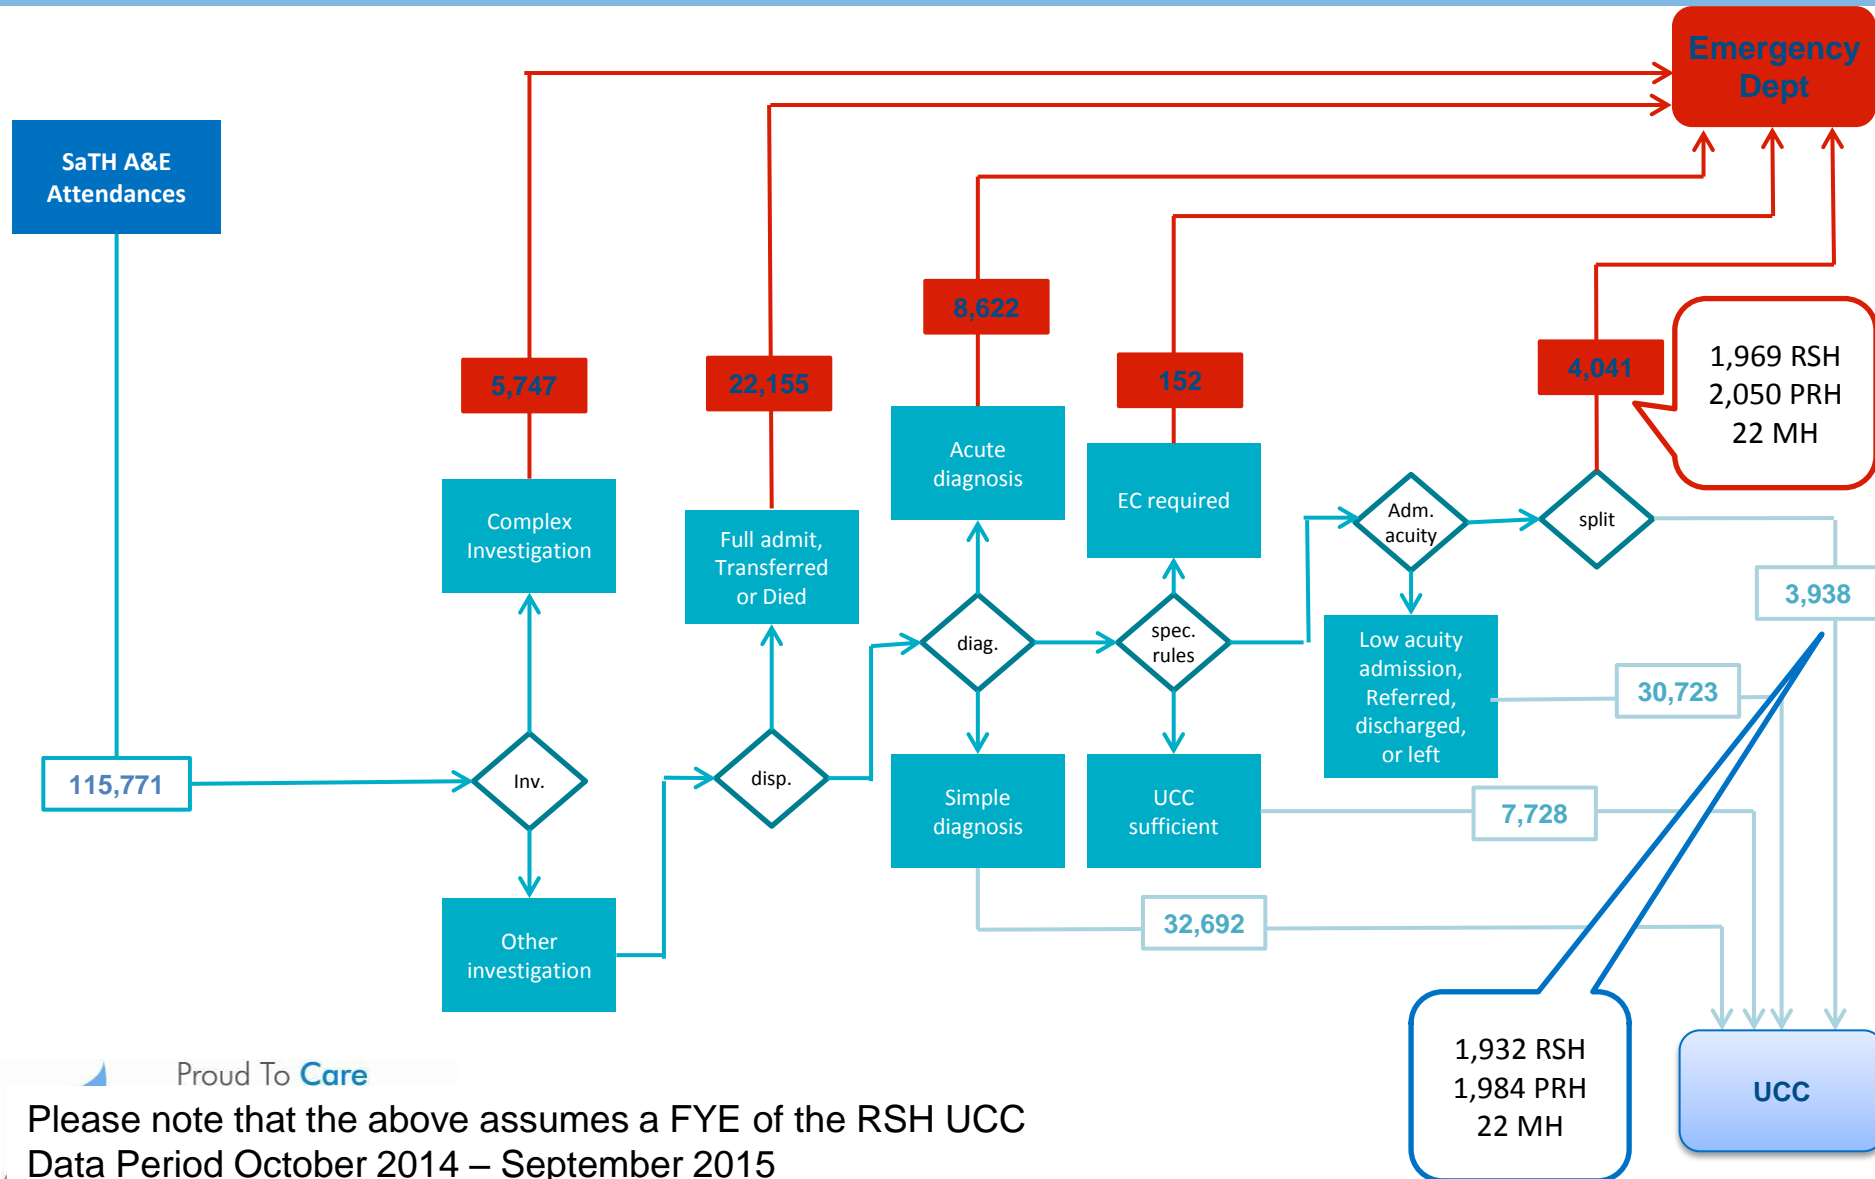 Emergency
Dept
SaTH A&E
Attendances
8,622
1,969 RSH
2,050 PRH
22 MH
5,747
22,155
152
4,041
Acute
diagnosis
EC required
Complex
Investigation
Full admit,
Transferred
or Died
Adm.
acuity
split
3,938
diag.
spec.
rules
Low acuity
admission,
Referred,
discharged,
or left
30,723
115,771
Inv.
disp.
Simple
diagnosis
UCC
sufficient
7,728
32,692
Other
investigation
1,932 RSH
1,984 PRH
22 MH
UCC
Proud To Care
Please note that the above assumes a FYE of the RSH UCC
Data Period October 2014 – September 2015